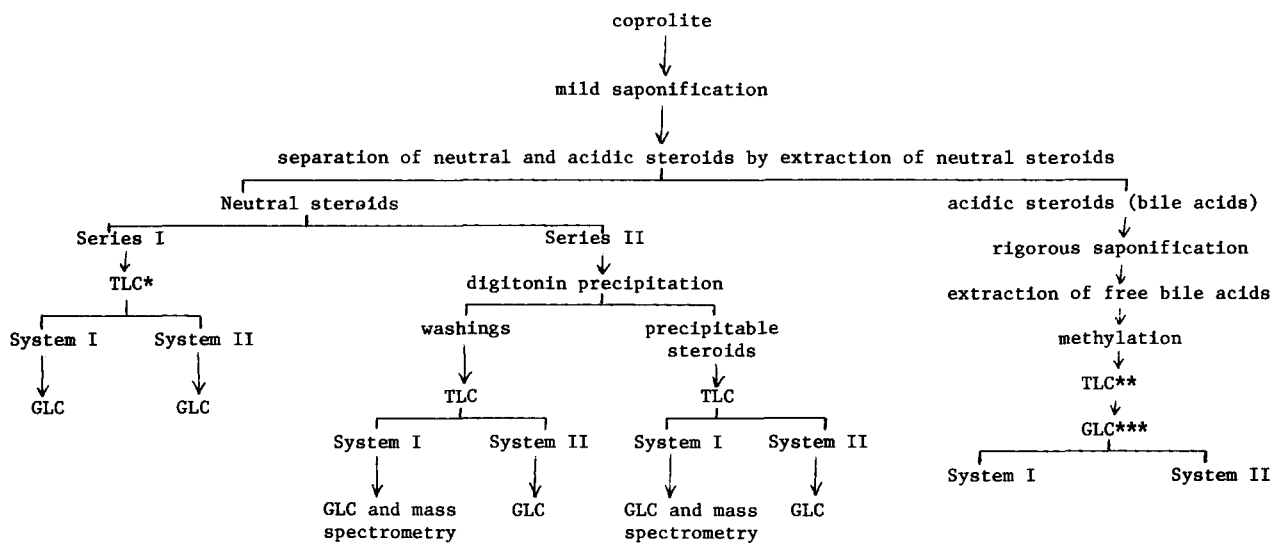 coprolite
mild saponification
separation of neutral and acidic steroids by extraction of neutral steroids
Neutral steroids
acidic steroids (bile acids)
Series I
Series II
rigorous saponification
TLC*
digitonin precipitation
extraction of free bile acids
washings
precipitable
steroids
System I
System II
methylation
TLC**
GLC
GLC
TLC
TLC
GLC***
System I
System II
System I
System II
System I
System II
GLC and mass
spectrometry
GLC
GLC and mass
spectrometry
GLC